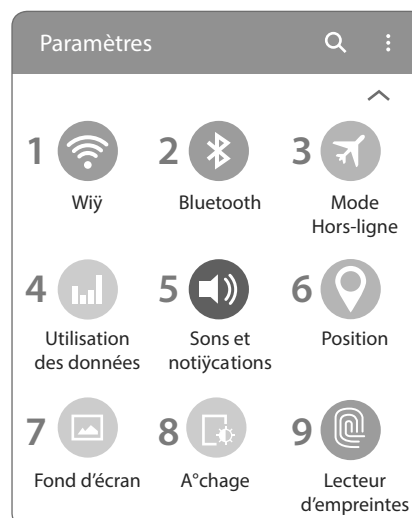 Paramètres
1 2 3
Wiÿ Bluetooth Mode
Hors-ligne
4 5 6
Utilisation Sons et Position
des données notiÿcations
7 8 9
Fond d'écran A°chage Lecteur
d'empreintes